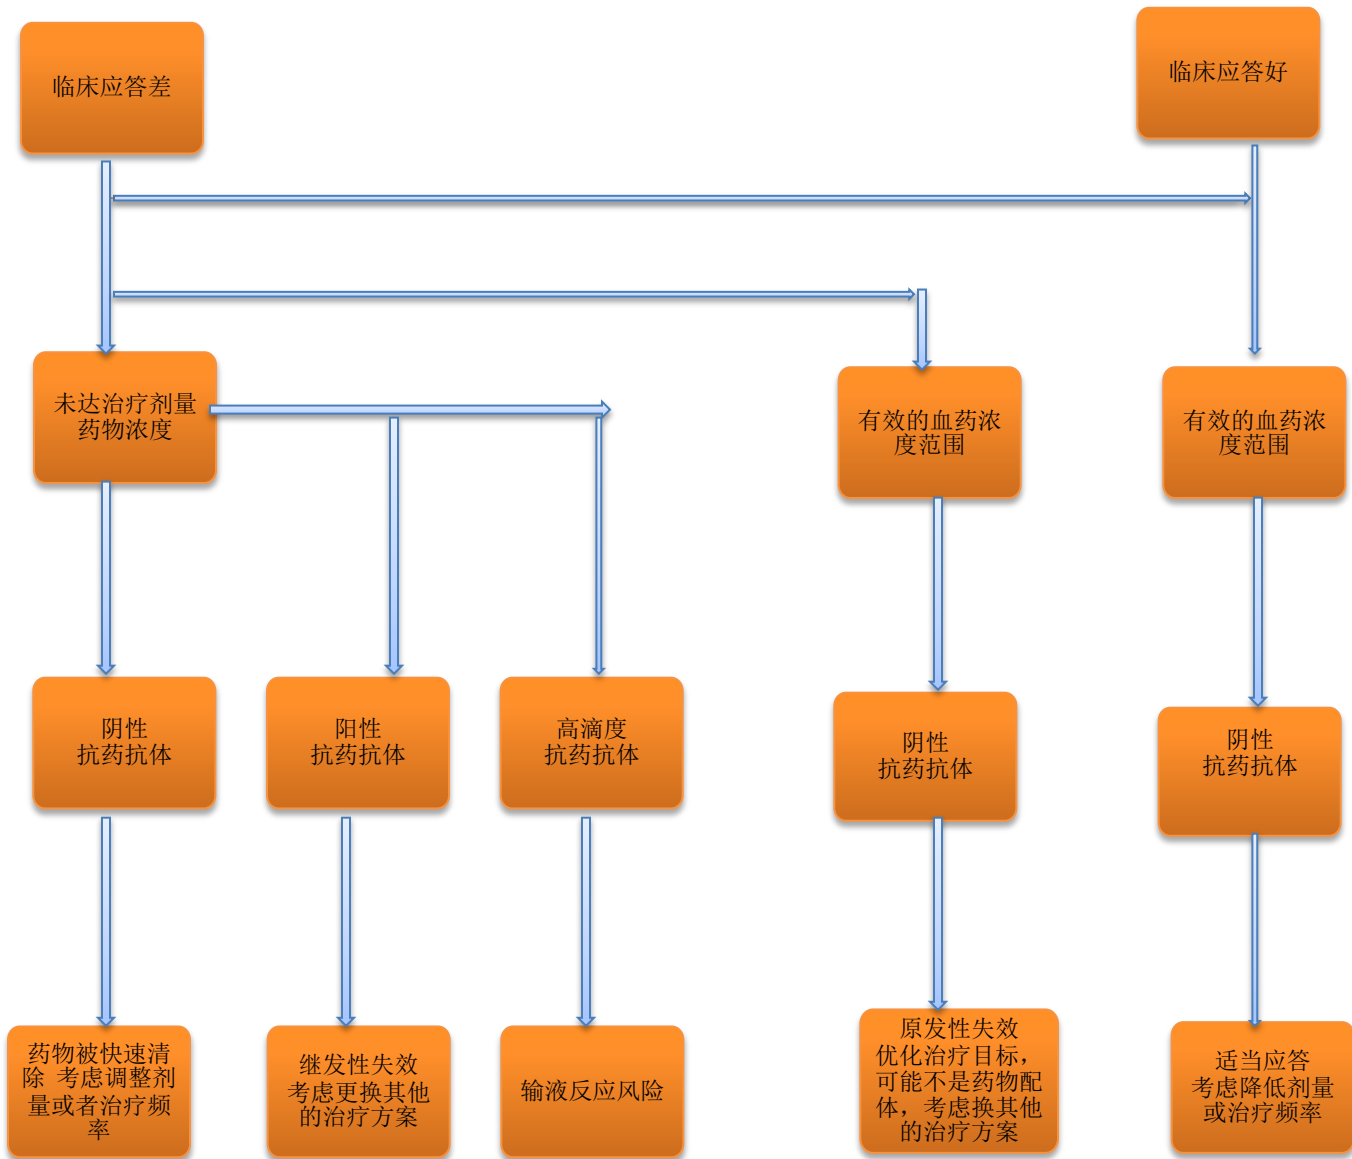 临床应答差
临床应答好
未达治疗剂量
药物浓度
有效的血药浓
度范围
有效的血药浓
度范围
阴性
抗药抗体
阳性
抗药抗体
高滴度
抗药抗体
阴性
抗药抗体
阴性
抗药抗体
药物被快速清
除 考虑调整剂
量或者治疗频
率
继发性失效
考虑更换其他
的治疗方案
输液反应风险
原发性失效
优化治疗目标，
可能不是药物配
体，考虑换其他
的治疗方案
适当应答
考虑降低剂量
或治疗频率